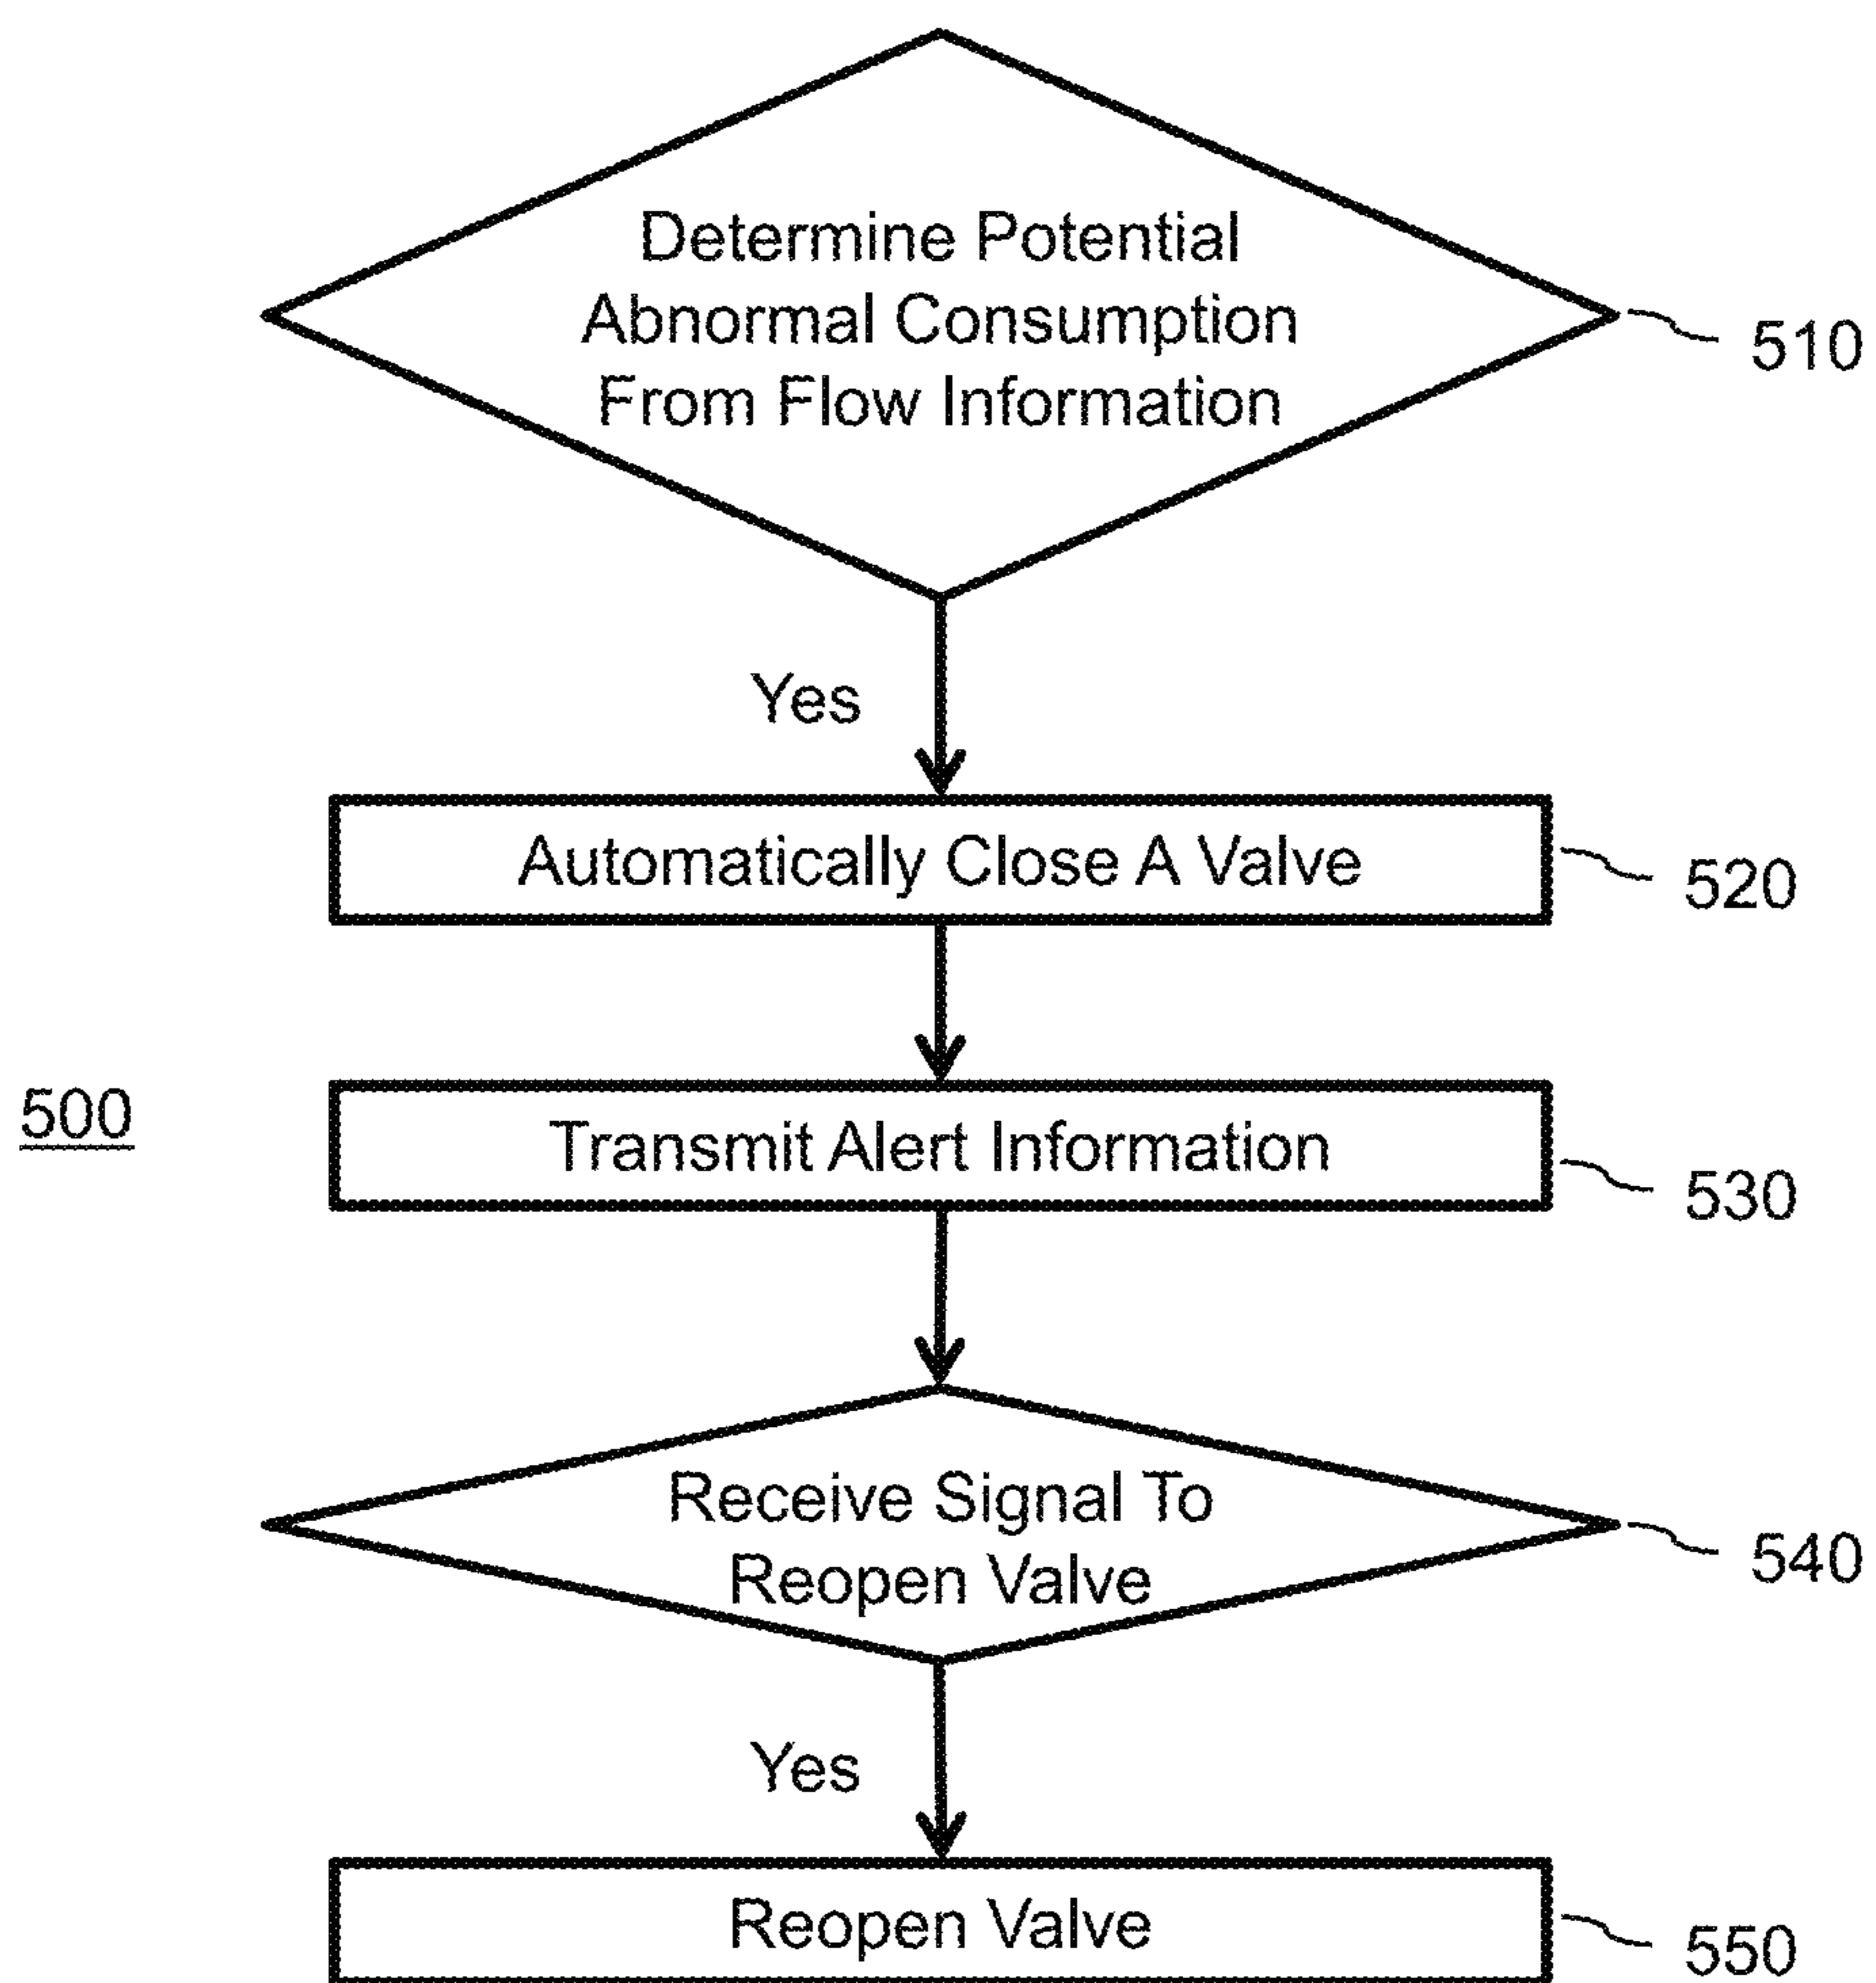 Determine Potential
Abnormal Consumption
From Flow Information
510
Yes
Automatically Close A Valve
520
500
Transmit Alert Information
530
Receive Signal To
Reopen Valve
540
Yes
Reopen Valve
550